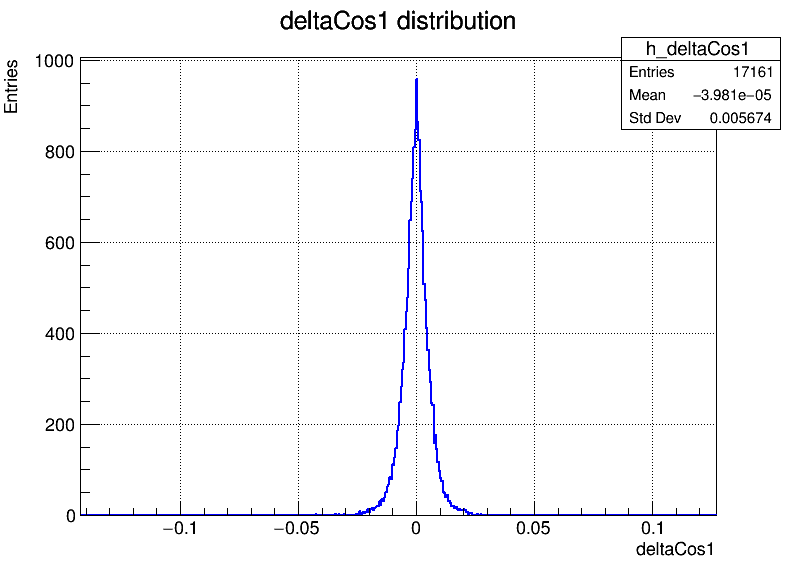 deltaCos1 distribution
h_deltaCos1
Entries 17161
Mean −3.981e−05
Std Dev 0.005674
Entries
1000
800
600
400
200
0
−0.1 −0.05 0 0.05 0.1
deltaCos1